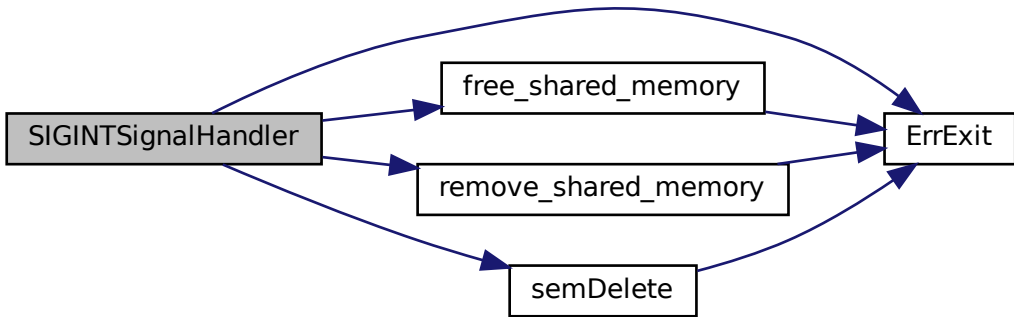 SIGINTSignalHandler
free_shared_memory
remove_shared_memory
semDelete
ErrExit